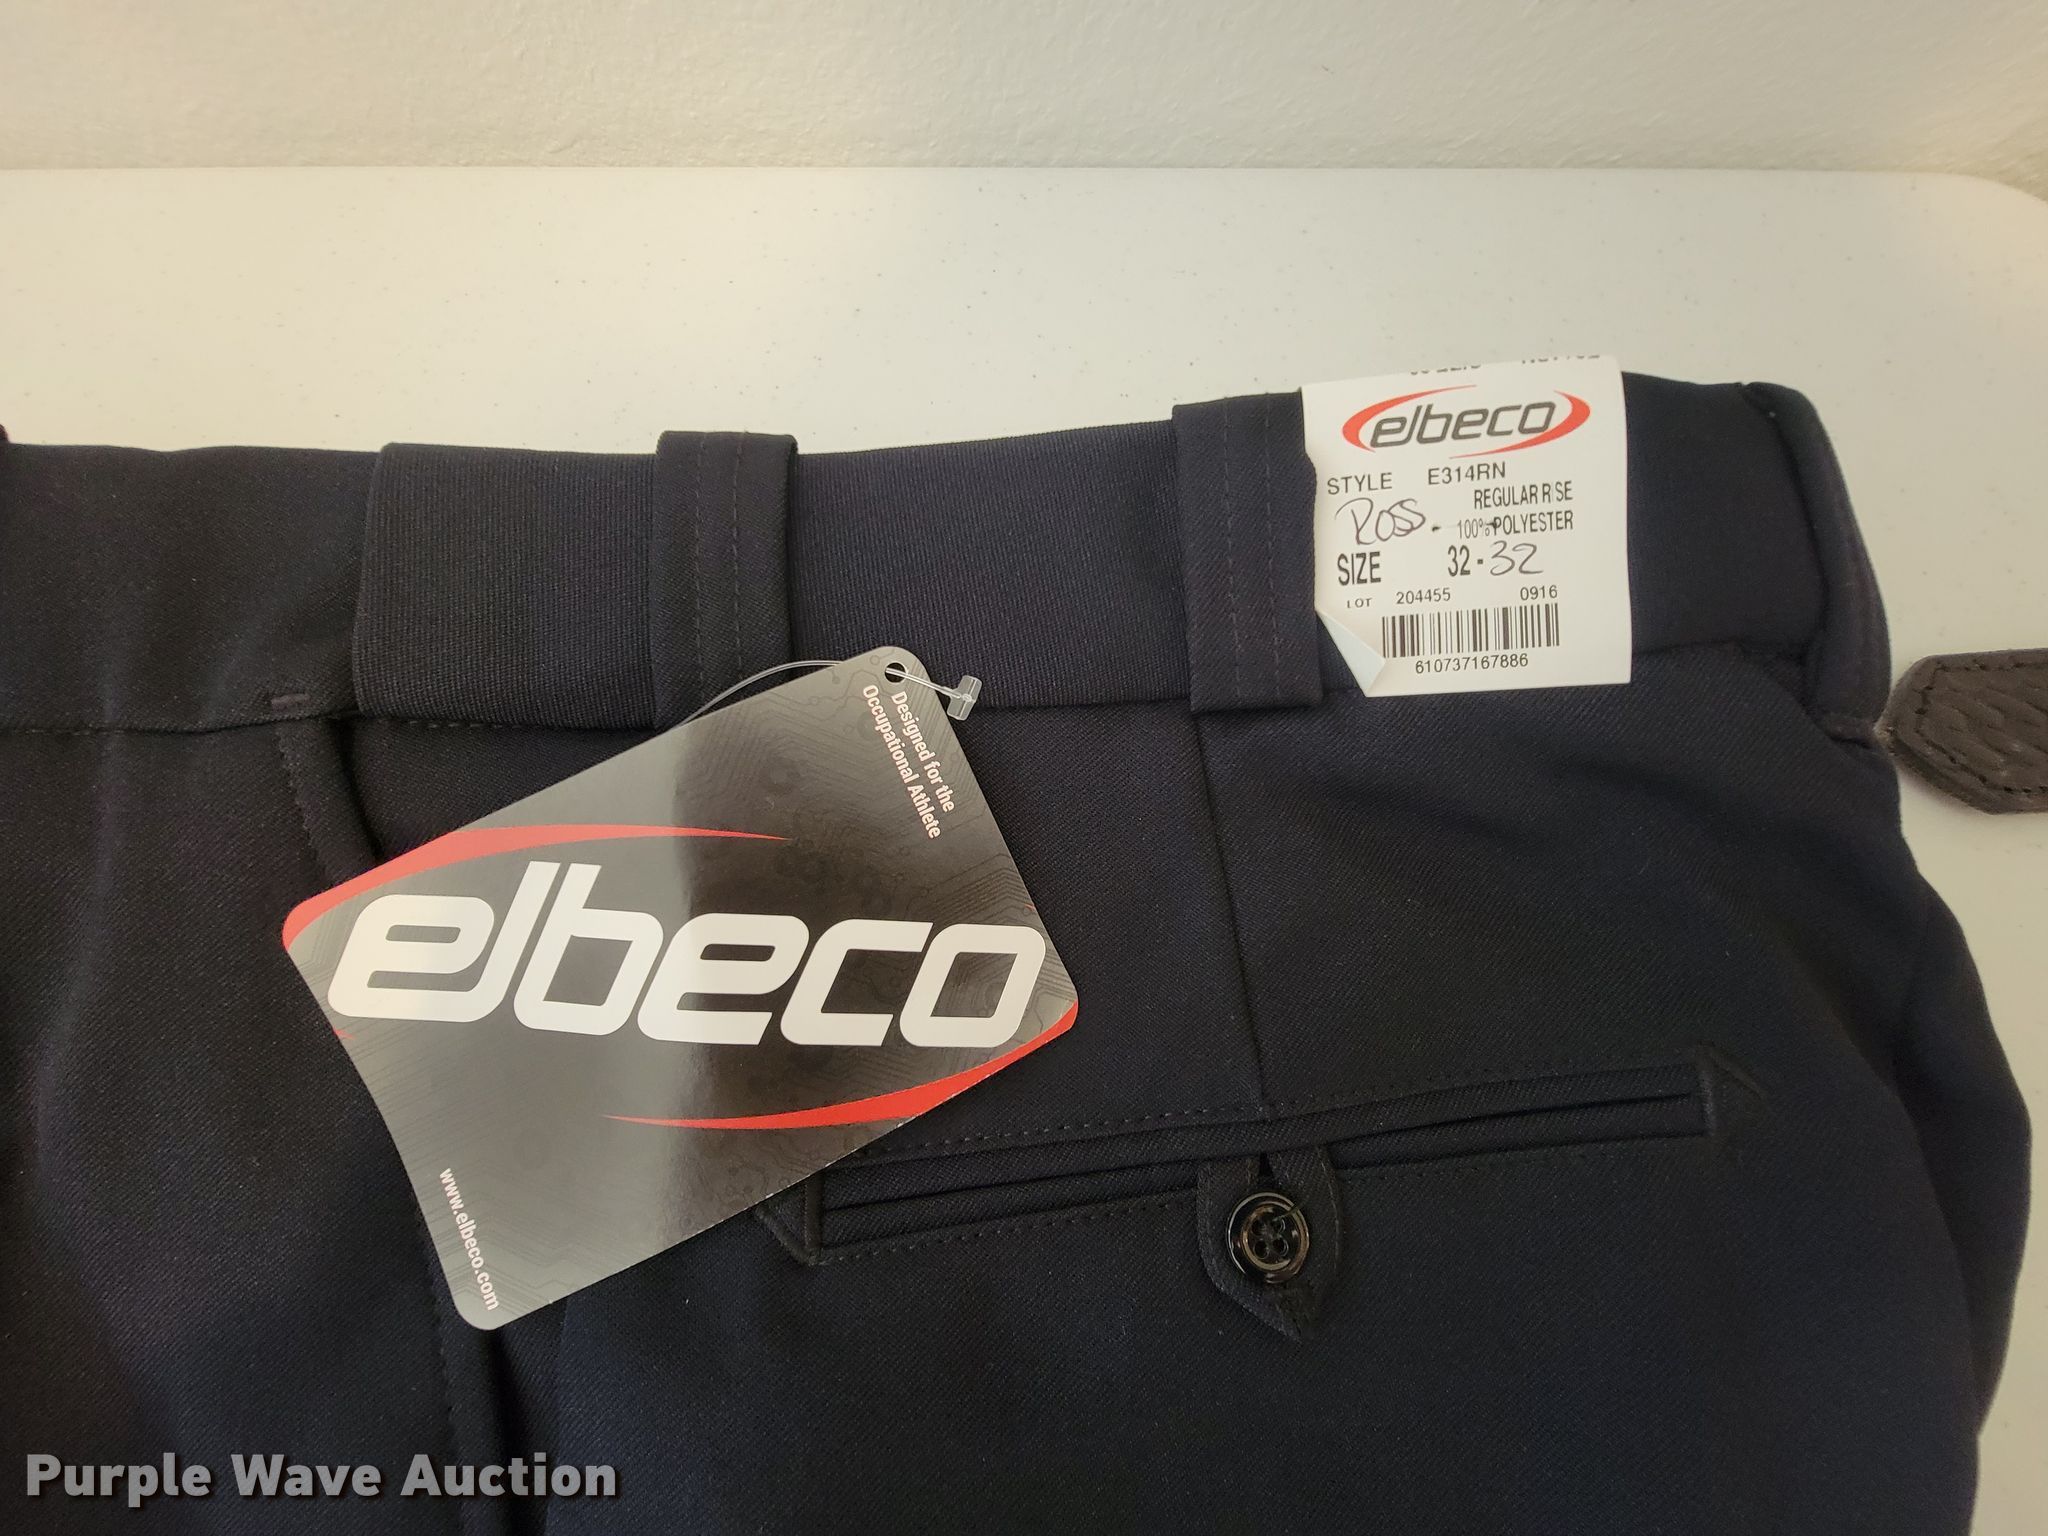 elbeco
STYLE E314RN
REGULAR RISE
Ross - 100% POLYESTER
SIZE 32-32
LOT 204455 0916
610737167886
Designed for the
Occupational Athlete
elbeco
www.elbeco.com
Purple Wave Auction